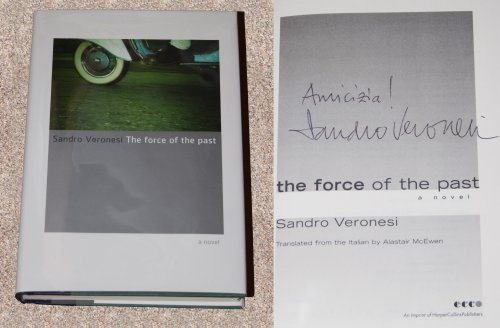 Sandro Veronesi The force of the past
a novel
Amicizia!
Sandro Veronesi
the force of the past
a novel
Sandro Veronesi
Translated from the Italian by Alastair McEwen
ecco
An Imprint of HarperCollinsPublishers